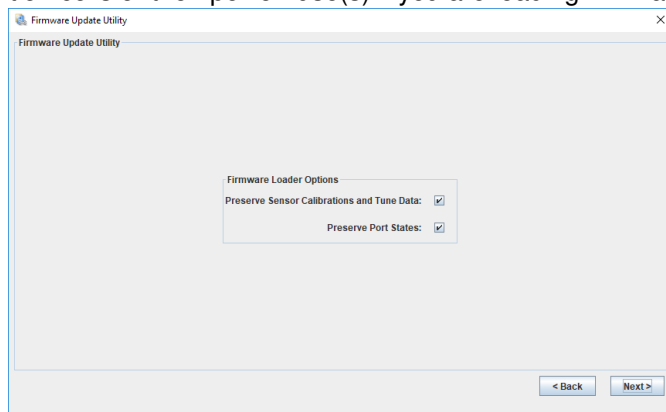 Firmware Update Utility
Firmware Update Utility
Firmware Loader Options
Preserve Sensor Calibrations and Tune Data:
Preserve Port States:
< Back Next >